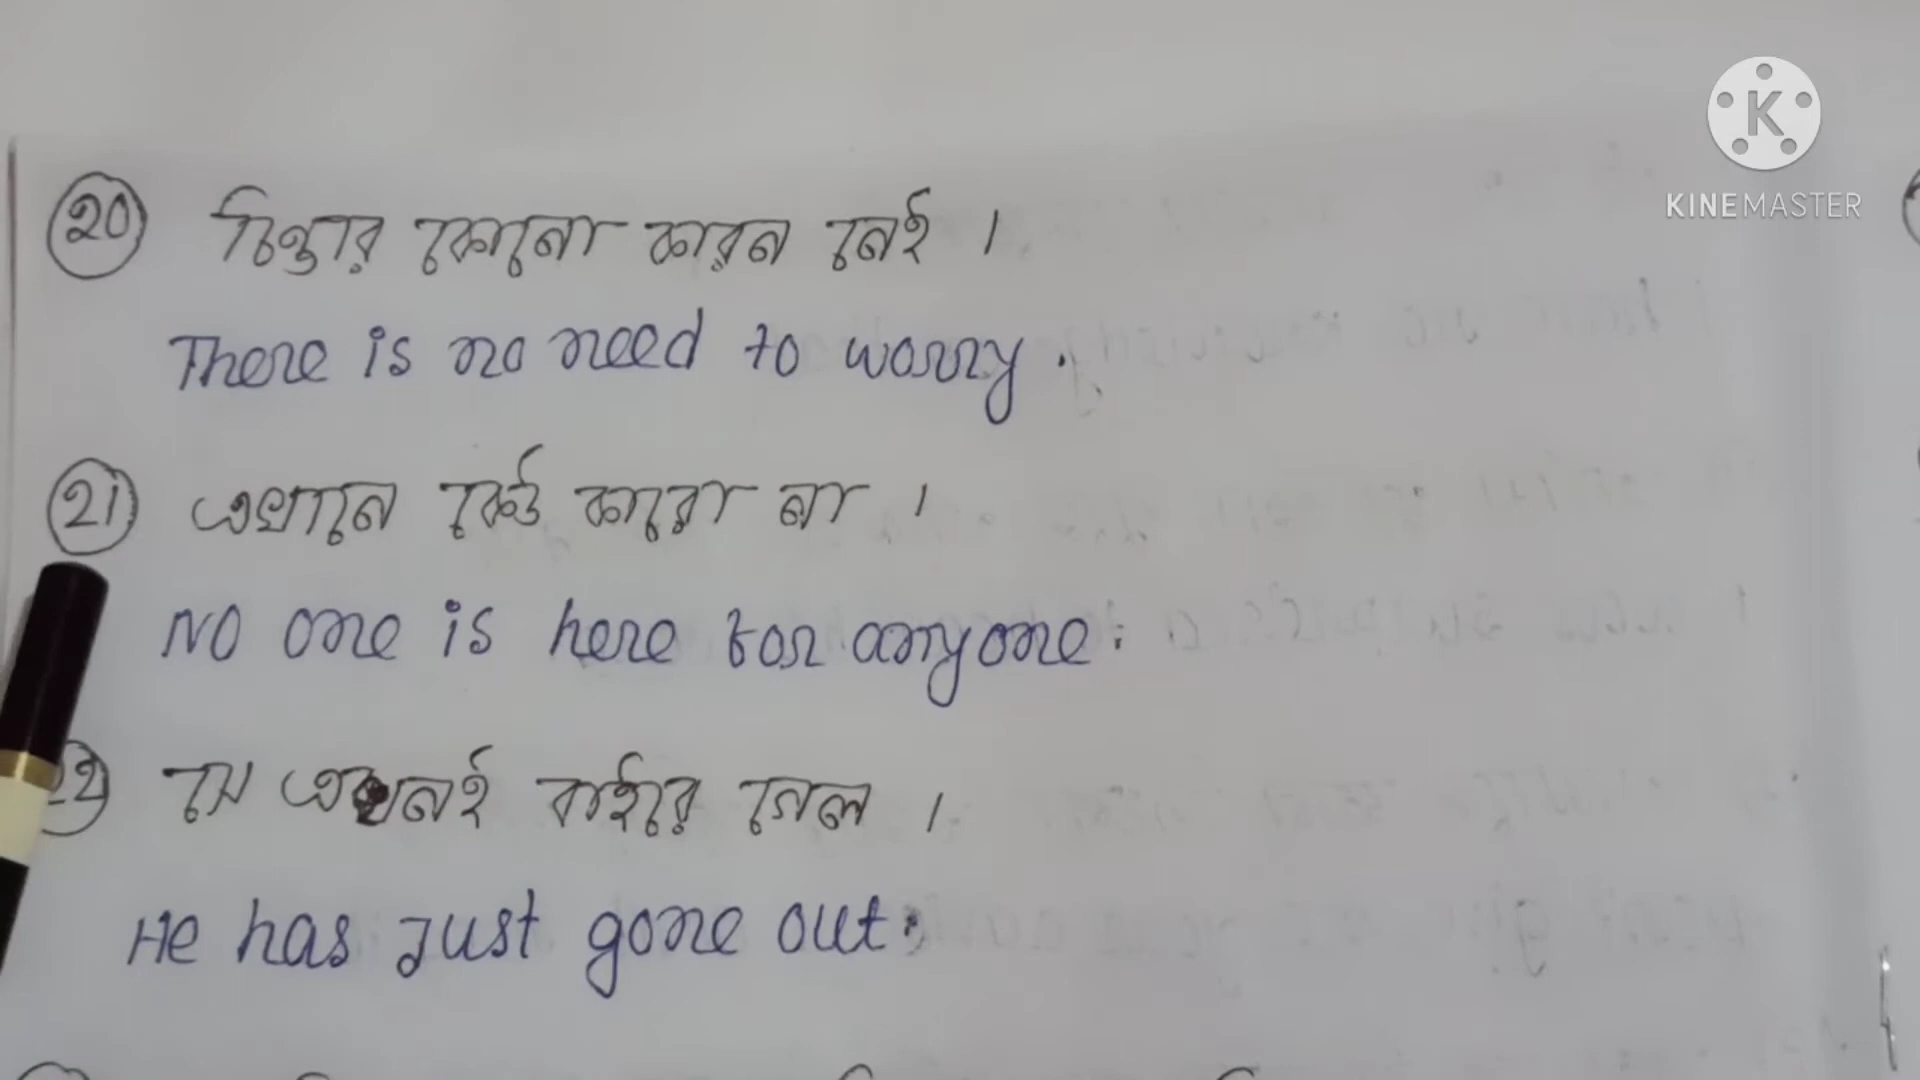 20 চিন্তার কোনো কারন নেই ।
There is no need to worry.
21 এখানে কেউ কারো না ।
No one is here for anyone.
22 সে এখনই বাইরে গেল ।
He has Just gone out.
KINEMASTER